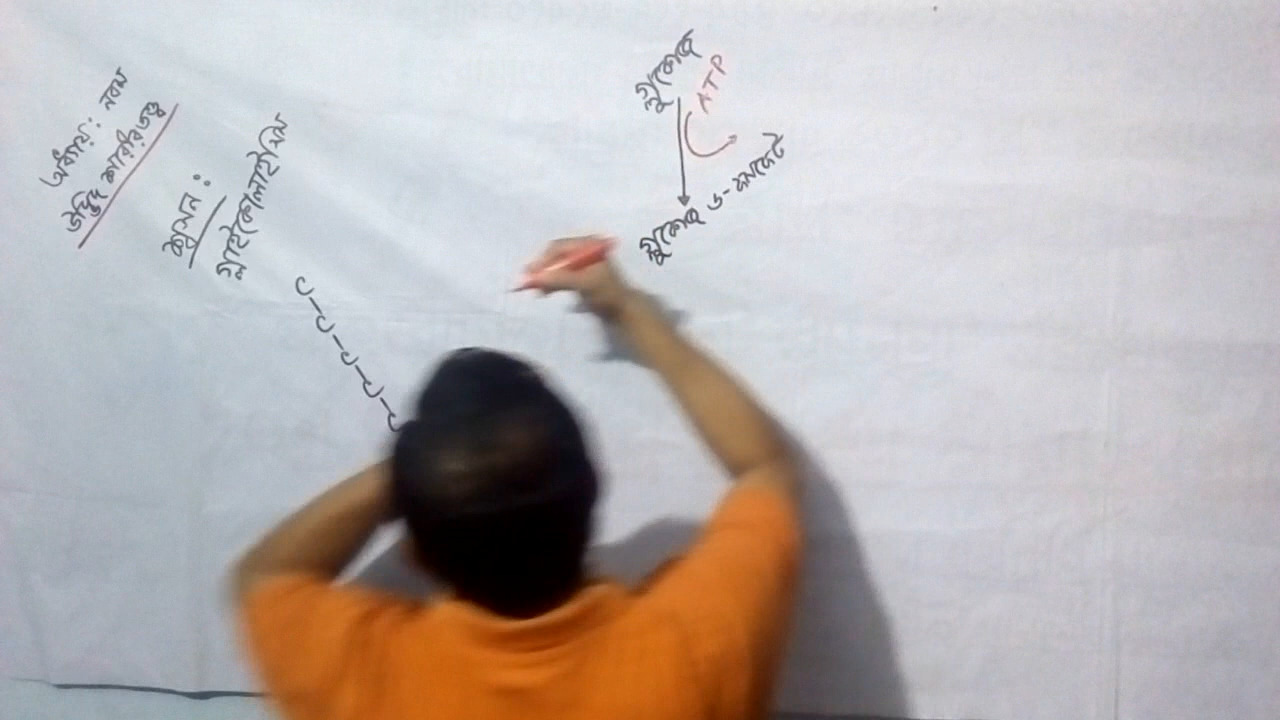 অধ্যায়: নবম
উদ্ভিদ শারীরতত্ত্ব
শ্বসন:
গ্লাইকোলাইসিস
C-C-C-C-C
গ্লুকোজ
ATP
গ্লুকোজ ৬-ফসফেট